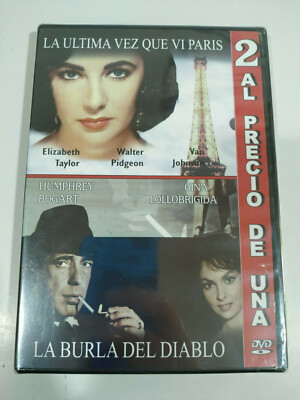 LA ULTIMA VEZ QUE VI PARIS
Elizabeth Taylor
Walter Pidgeon
Van Johnson
HUMPHREY BOGART
GINA LOLLOBRIGIDA
LA BURLA DEL DIABLO
2 AL PRECIO DE UNA
DVD